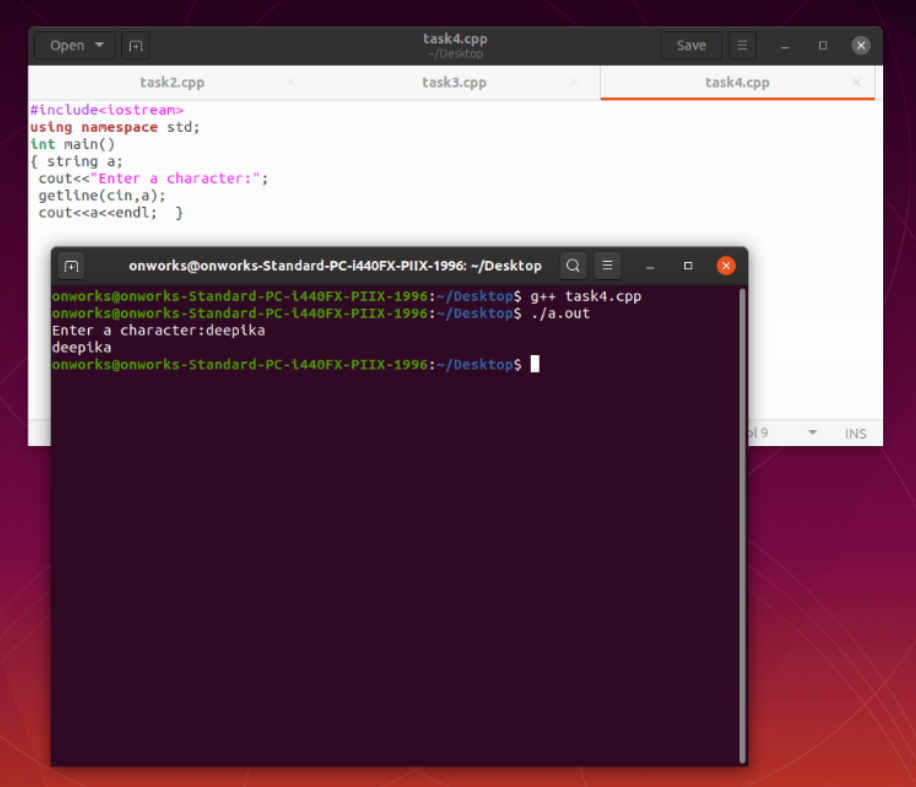 Open
task4.cpp
~/Desktop
Save
task2.cpp
task3.cpp
task4.cpp
#include<iostream>
using namespace std;
int main()
{ string a;
cout<<"Enter a character:";
getline(cin,a);
cout<<a<<endl;  }
onworks@onworks-Standard-PC-i440FX-PIIX-1996: ~/Desktop
onworks@onworks-Standard-PC-i440FX-PIIX-1996:~/Desktop$ g++ task4.cpp
onworks@onworks-Standard-PC-i440FX-PIIX-1996:~/Desktop$ ./a.out
Enter a character:deepika
deepika
onworks@onworks-Standard-PC-i440FX-PIIX-1996:~/Desktop$
9
INS